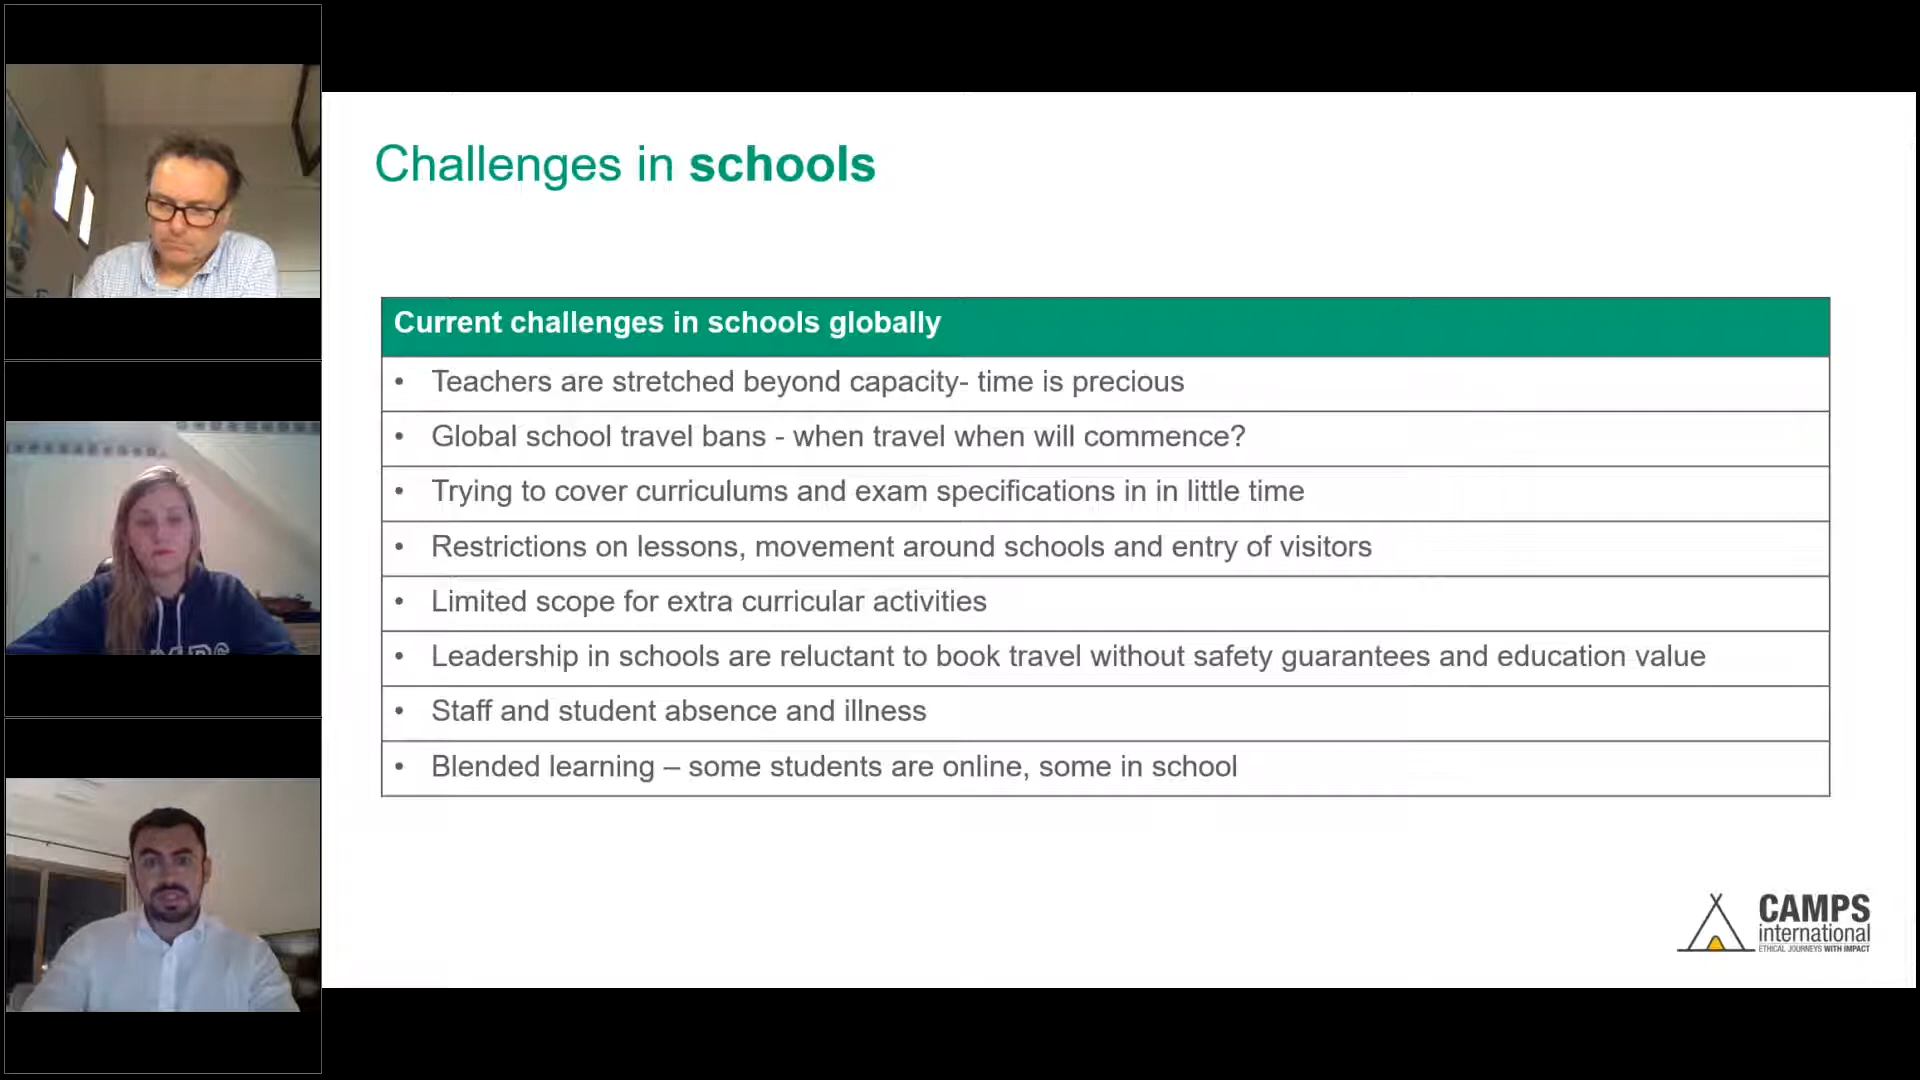 Challenges in schools
Current challenges in schools globally
• Teachers are stretched beyond capacity- time is precious
• Global school travel bans - when travel when will commence?
• Trying to cover curriculums and exam specifications in in little time
• Restrictions on lessons, movement around schools and entry of visitors
• Limited scope for extra curricular activities
• Leadership in schools are reluctant to book travel without safety guarantees and education value
• Staff and student absence and illness
• Blended learning – some students are online, some in school
CAMPS
international
ETHICAL JOURNEYS WITH IMPACT